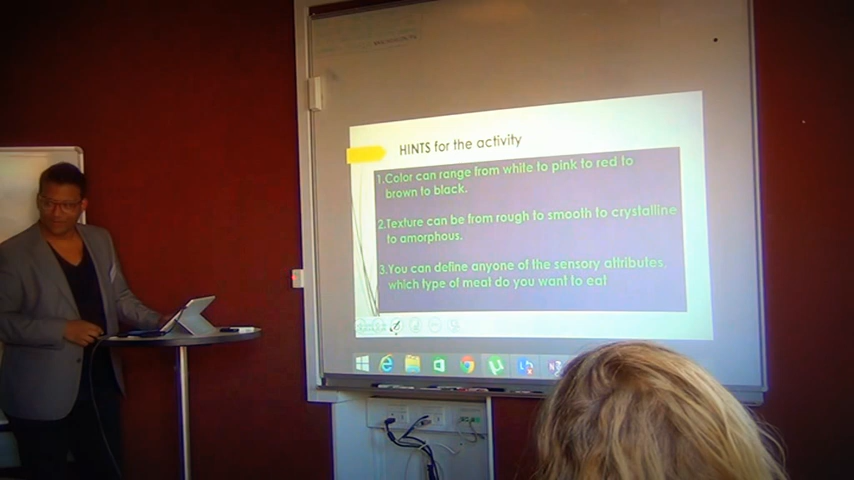 HINTS for the activity
1.Color can range from white to pink to red to
brown to black.
2.Texture can be from rough to smooth to crystalline
to amorphous.
3.You can define anyone of the sensory attributes,
which type of meat do you want to eat